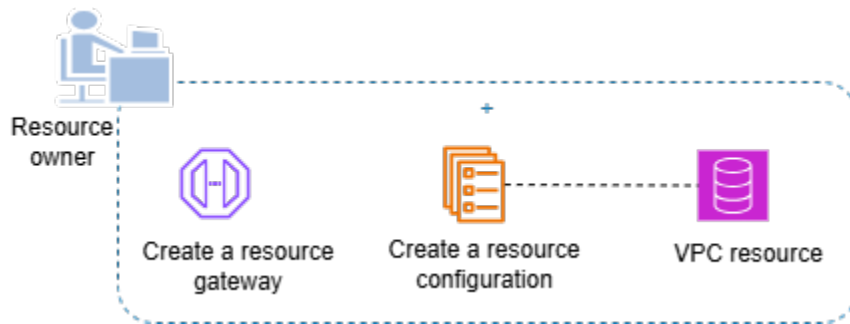 Resource
owner
+
Create a resource
gateway
Create a resource
configuration
VPC resource